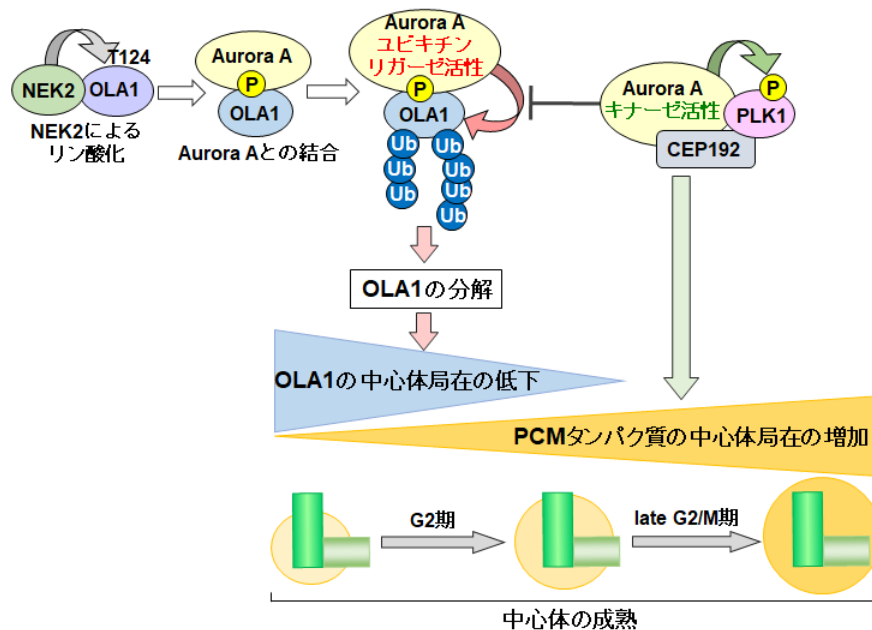 T124
NEK2
OLA1
NEK2による
リン酸化
Aurora A
P
OLA1
Aurora Aとの結合
Aurora A
ユビキチン
リガーゼ活性
P
OLA1
Ub
Ub
Ub
Ub
Ub
Ub
Ub
Aurora A
キナーゼ活性
P
PLK1
CEP192
OLA1の分解
OLA1の中心体局在の低下
PCMタンパク質の中心体局在の増加
G2期
late G2/M期
中心体の成熟